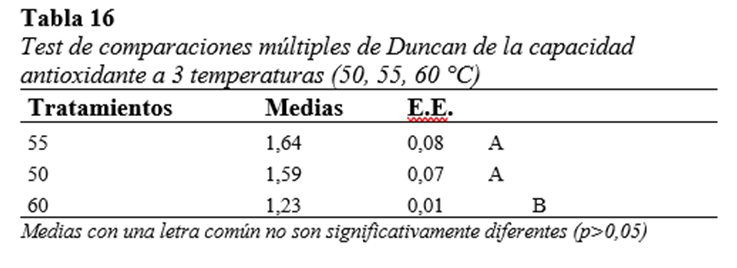 Tabla 16
Test de comparaciones múltiples de Duncan de la capacidad
antioxidante a 3 temperaturas (50, 55, 60 °C)
Tratamientos Medias E.E.
55 1,64 0,08 A
50 1,59 0,07 A
60 1,23 0,01 B
Medias con una letra común no son significativamente diferentes (p>0,05)